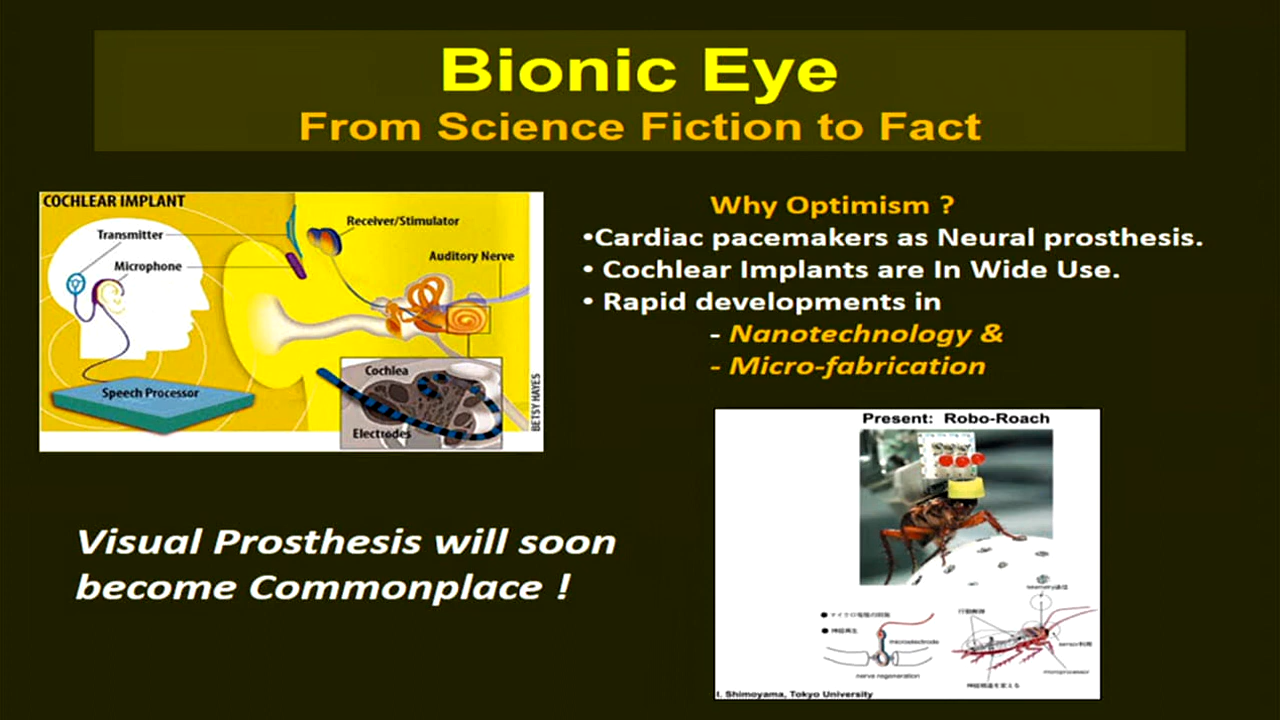 Bionic Eye
From Science Fiction to Fact
COCHLEAR IMPLANT
Transmitter
Microphone
Speech Processor
Receiver/Stimulator
Auditory Nerve
Cochlea
Electrodes
BETSY HAYES
Why Optimism ?
•Cardiac pacemakers as Neural prosthesis.
• Cochlear Implants are In Wide Use.
• Rapid developments in
- Nanotechnology &
- Micro-fabrication
Visual Prosthesis will soon
become Commonplace !
Present: Robo-Roach
microelectrode
nerve regeneration
microprocessor
I. Shimoyama, Tokyo University